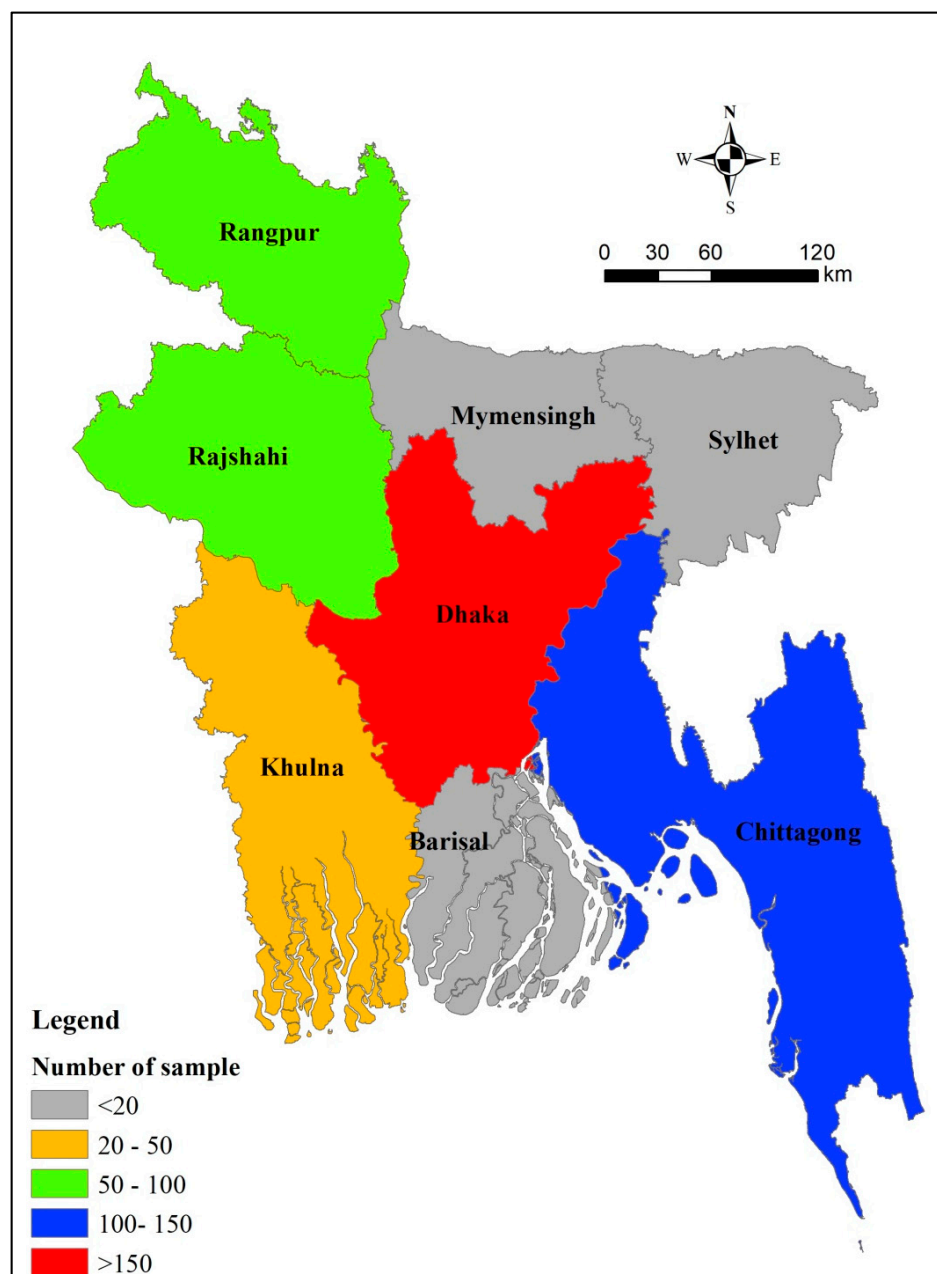 N
W E
S
0 30 60 120
km
Rangpur
Mymensingh
Sylhet
Rajshahi
Dhaka
Khulna
Barisal
Chittagong
Legend
Number of sample
<20
20 - 50
50 - 100
100- 150
>150